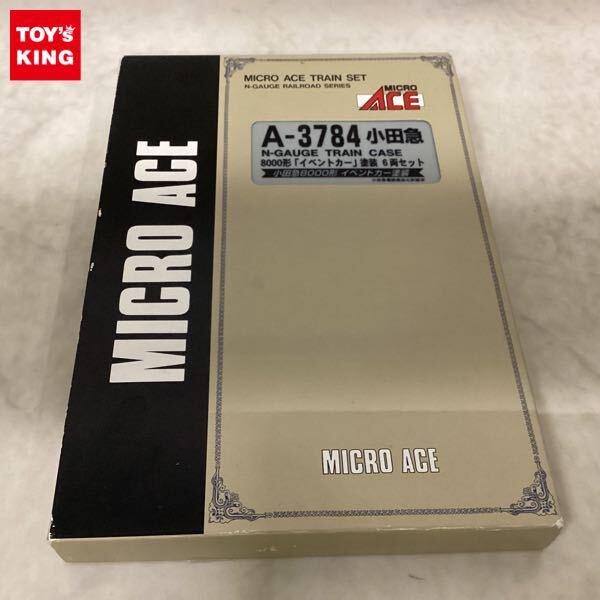 TOY's
KING
MICRO ACE
MICRO ACE TRAIN SET
N-GAUGE RAILROAD SERIES
MICRO
ACE
A-3784 小田急
N-GAUGE TRAIN CASE
8000形「イベントカー」塗装 6両セット
小田急8000形 イベントカー塗装
MICRO ACE